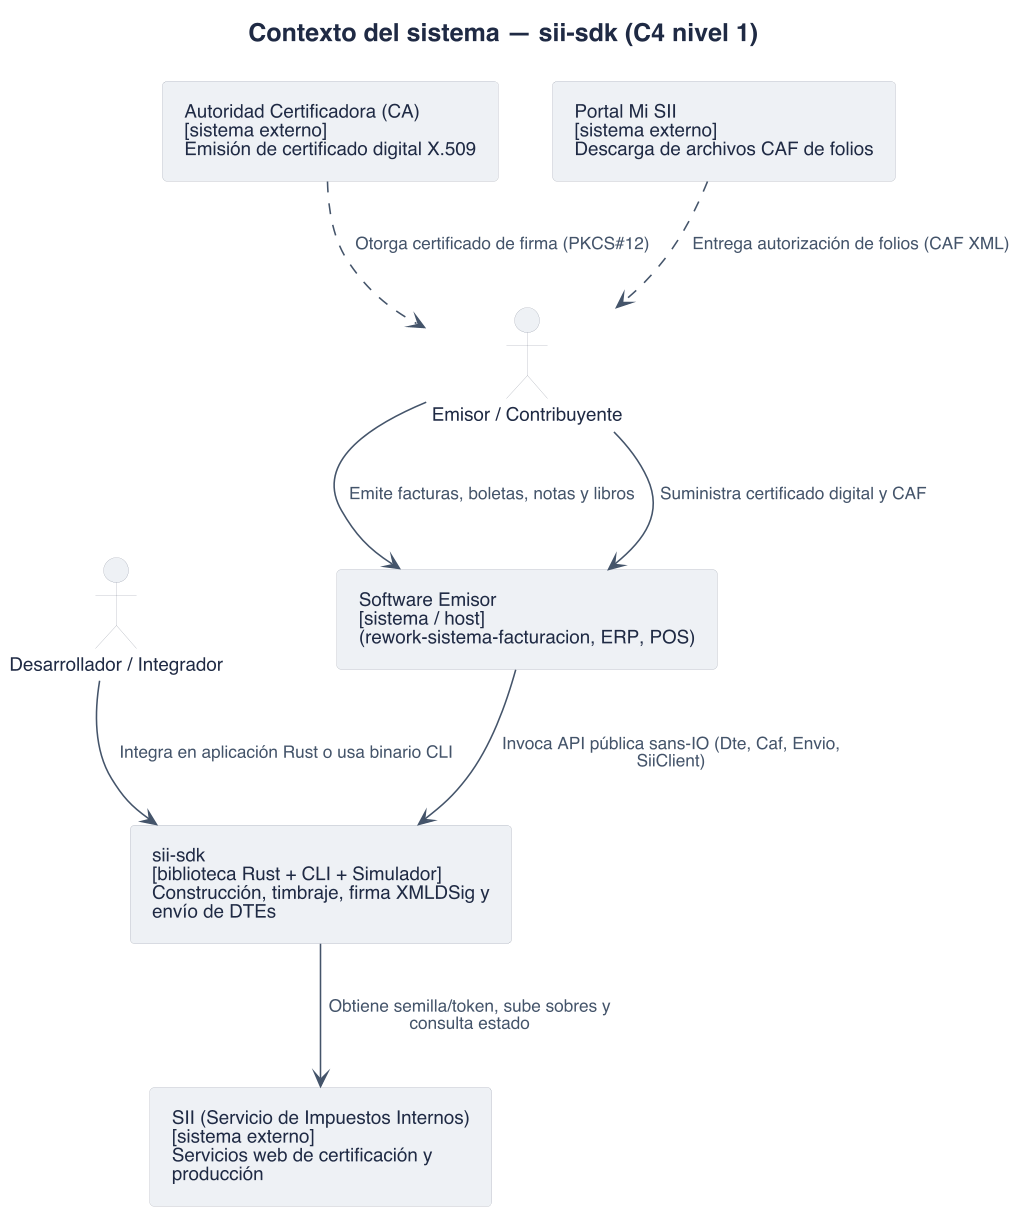 Contexto del sistema — sii-sdk (C4 nivel 1)
Autoridad Certificadora (CA)
[sistema externo]
Emisión de certificado digital X.509
Portal Mi SII
[sistema externo]
Descarga de archivos CAF de folios
Otorga certificado de firma (PKCS#12)
Entrega autorización de folios (CAF XML)
Emisor / Contribuyente
Emite facturas, boletas, notas y libros
Suministra certificado digital y CAF
Software Emisor
[sistema / host]
(rework-sistema-facturacion, ERP, POS)
Desarrollador / Integrador
Integra en aplicación Rust o usa binario CLI
Invoca API pública sans-IO (Dte, Caf, Envio,
SiiClient)
sii-sdk
[biblioteca Rust + CLI + Simulador]
Construcción, timbraje, firma XMLDSig y
envío de DTEs
Obtiene semilla/token, sube sobres y
consulta estado
SII (Servicio de Impuestos Internos)
[sistema externo]
Servicios web de certificación y
producción